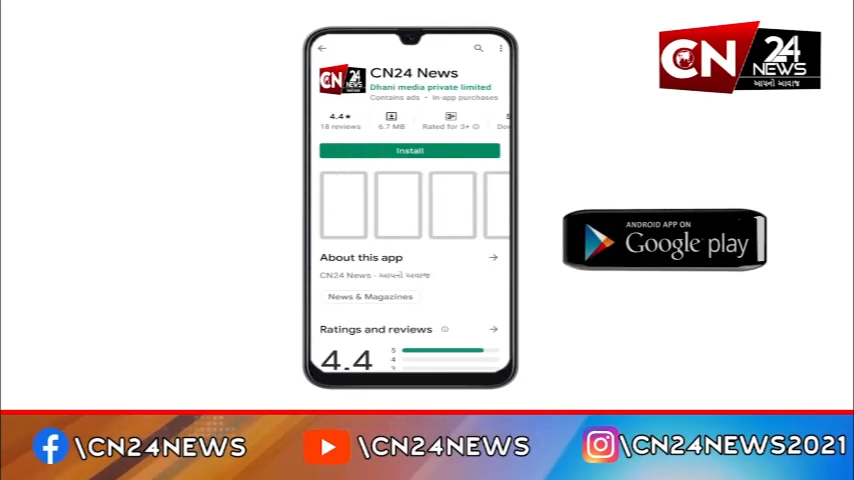 CN24 News
Dhani media private limited
Contains ads • In-app purchases
4.4★
18 reviews
6.7 MB
3+
Rated for 3+
Install
About this app
CN24 News - આપનો અવાજ
News & Magazines
Ratings and reviews
4.4
5
4
3
CN 24
NEWS
આપનો અવાજ
ANDROID APP ON
Google play
\CN24NEWS
\CN24NEWS
\CN24NEWS2021